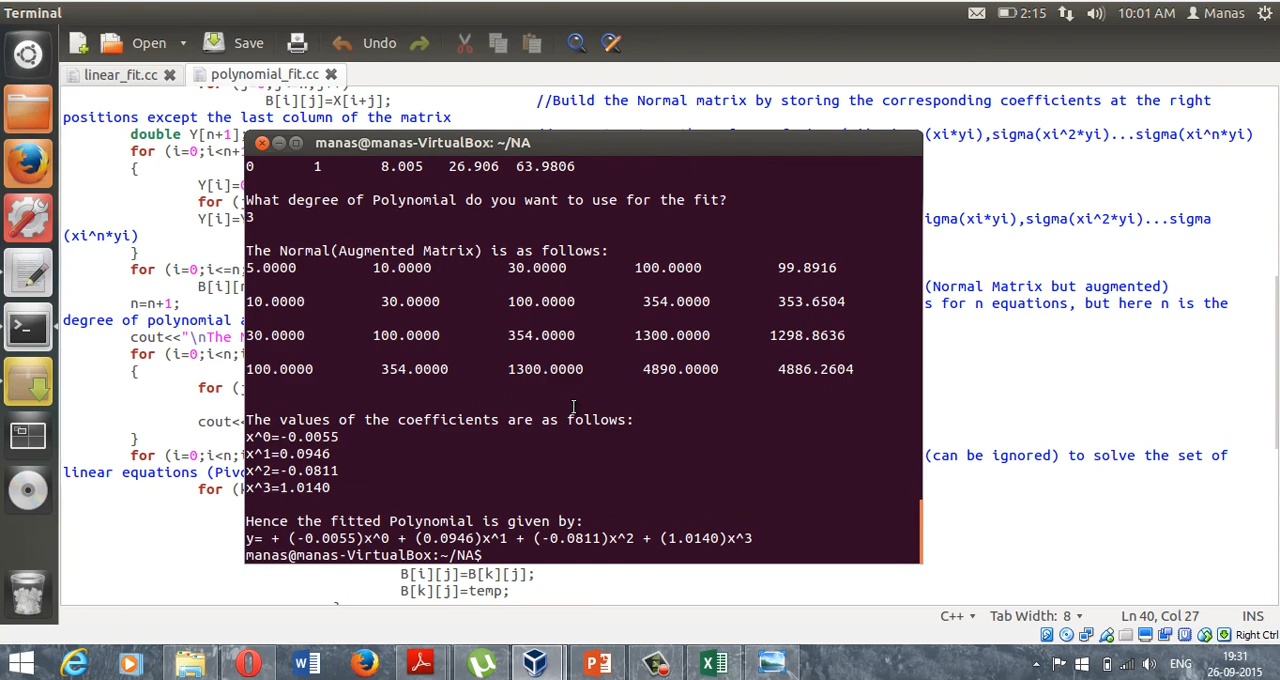 Terminal
2:15 10:01 AM Manas
Open Save Undo
linear_fit.cc polynomial_fit.cc
B[i][j]=X[i+j]; //Build the Normal matrix by storing the corresponding coefficients at the right
positions except the last column of the matrix
double Y[n+1];
(xi*yi),sigma(xi^2*yi)...sigma(xi^n*yi)
for (i=0;i<n+1
{
Y[i]=
for (
Y[i]=Y
igma(xi*yi),sigma(xi^2*yi)...sigma
(xi^n*yi)
}
for (i=0;i<=n;
B[i][n
(Normal Matrix but augmented)
n=n+1;
s for n equations, but here n is the
degree of polynomial a
cout<<"\nThe N
for (i=0;i<n;i
{
for (
cout<<
}
for (i=0;i<n;i
(can be ignored) to solve the set of
linear equations (Piv
for (k
manas@manas-VirtualBox: ~/NA
0 1 8.005 26.906 63.9806
What degree of Polynomial do you want to use for the fit?
3
The Normal(Augmented Matrix) is as follows:
5.0000 10.0000 30.0000 100.0000 99.8916
10.0000 30.0000 100.0000 354.0000 353.6504
30.0000 100.0000 354.0000 1300.0000 1298.8636
100.0000 354.0000 1300.0000 4890.0000 4886.2604
The values of the coefficients are as follows:
x^0=-0.0055
x^1=0.0946
x^2=-0.0811
x^3=1.0140
Hence the fitted Polynomial is given by:
y= + (-0.0055)x^0 + (0.0946)x^1 + (-0.0811)x^2 + (1.0140)x^3
manas@manas-VirtualBox:~/NA$
B[i][j]=B[k][j];
B[k][j]=temp;
C++ Tab Width: 8 Ln 40, Col 27 INS
Right Ctrl
ENG
19:31
26-09-2015